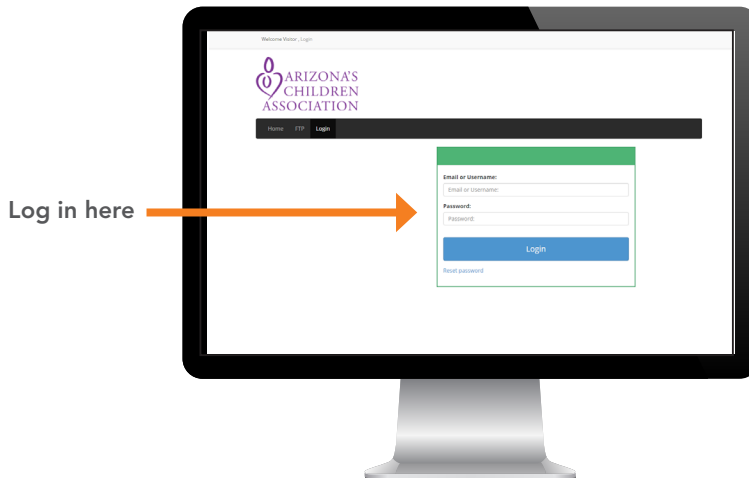 Welcome Visitor , Login
ARIZONA'S
CHILDREN
ASSOCIATION
Home FTP Login
Email or Username:
Email or Username:
Password:
Password:
Log in here
Login
Reset password